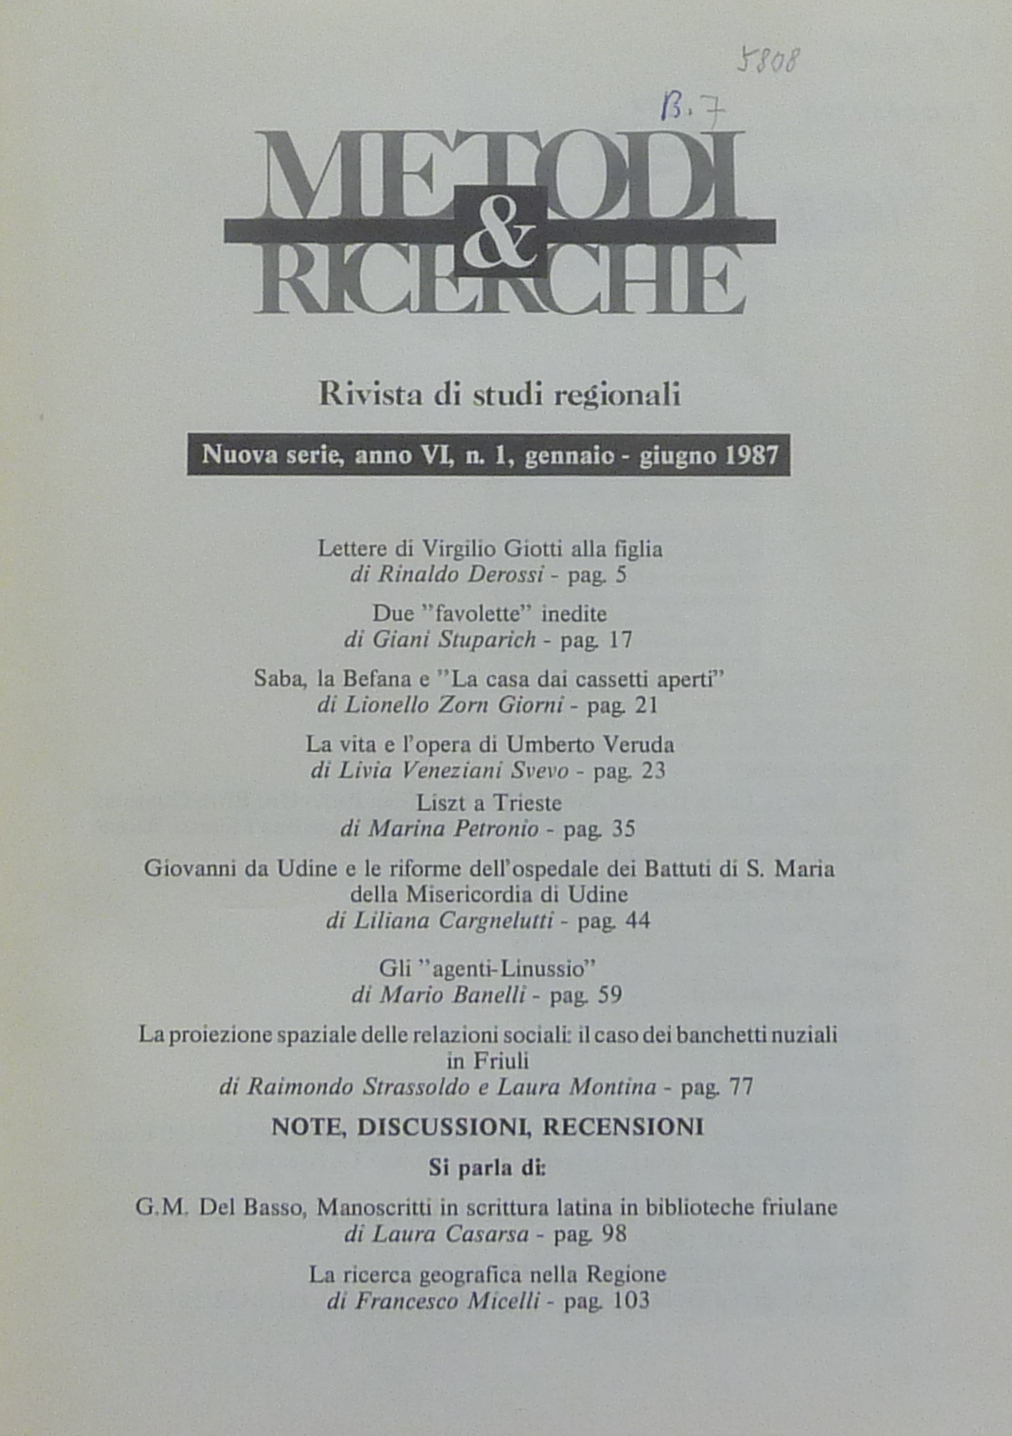 5808
B. 7
METODI
&
RICERCHE
Rivista di studi regionali
Nuova serie, anno VI, n. 1, gennaio - giugno 1987
Lettere di Virgilio Giotti alla figlia
di Rinaldo Derossi - pag. 5
Due ”favolette” inedite
di Giani Stuparich - pag. 17
Saba, la Befana e ”La casa dai cassetti aperti”
di Lionello Zorn Giorni - pag. 21
La vita e l'opera di Umberto Veruda
di Livia Veneziani Svevo - pag. 23
Liszt a Trieste
di Marina Petronio - pag. 35
Giovanni da Udine e le riforme dell'ospedale dei Battuti di S. Maria
della Misericordia di Udine
di Liliana Cargnelutti - pag. 44
Gli ”agenti-Linussio”
di Mario Banelli - pag. 59
La proiezione spaziale delle relazioni sociali: il caso dei banchetti nuziali
in Friuli
di Raimondo Strassoldo e Laura Montina - pag. 77
NOTE, DISCUSSIONI, RECENSIONI
Si parla di:
G.M. Del Basso, Manoscritti in scrittura latina in biblioteche friulane
di Laura Casarsa - pag. 98
La ricerca geografica nella Regione
di Francesco Micelli - pag. 103